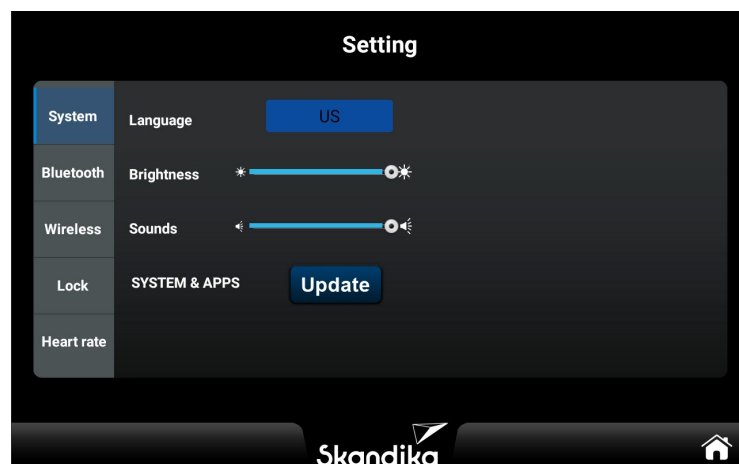 Setting
System
Language
US
Bluetooth
Brightness
Wireless
Sounds
Lock
SYSTEM & APPS
Update
Heart rate
Skandika